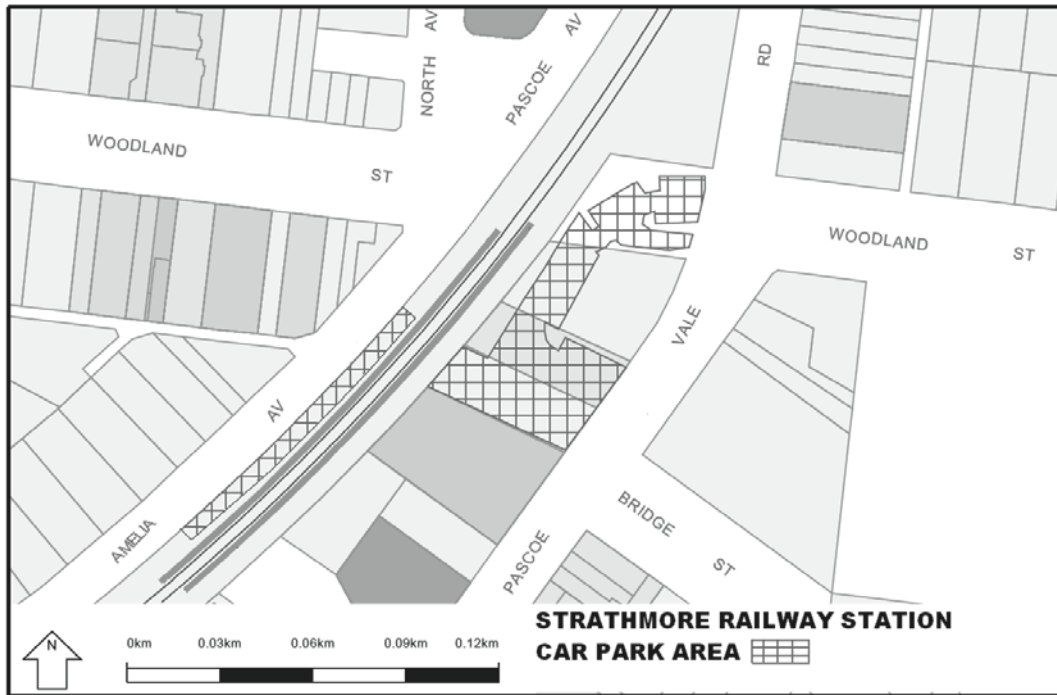 NORTH AV
PASCOE AV
RD
WOODLAND ST
WOODLAND ST
VALE
AMELIA AV
BRIDGE ST
PASCOE
N
0km 0.03km 0.06km 0.09km 0.12km
STRATHMORE RAILWAY STATION
CAR PARK AREA